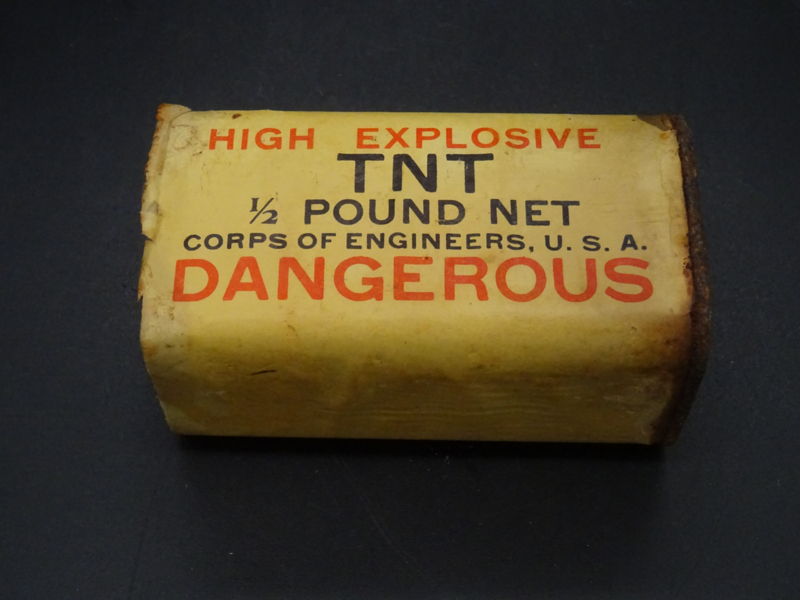 HIGH EXPLOSIVE
TNT
½ POUND NET
CORPS OF ENGINEERS, U. S. A.
DANGEROUS